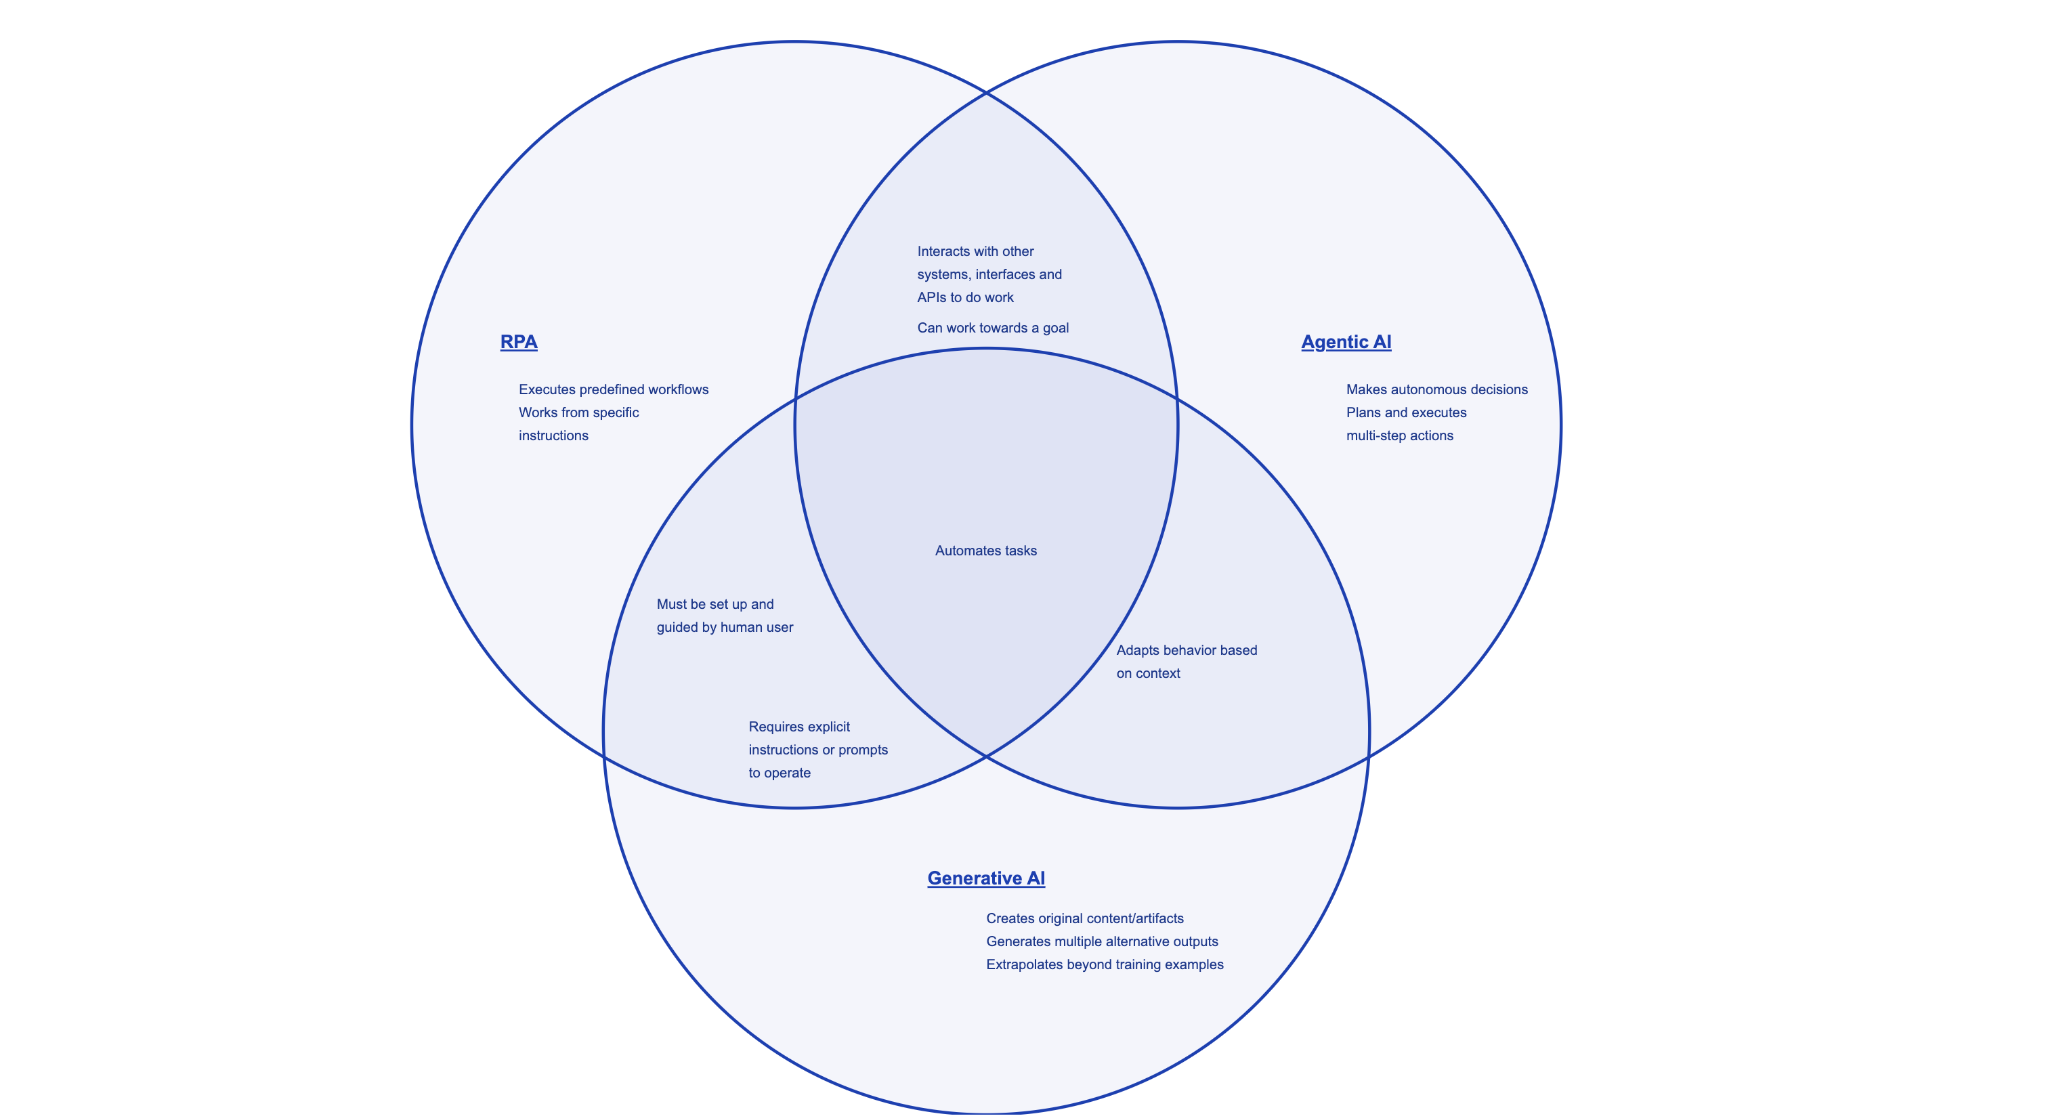 Interacts with other
systems, interfaces and
APIs to do work
Can work towards a goal
RPA
Executes predefined workflows
Works from specific
instructions
Agentic AI
Makes autonomous decisions
Plans and executes
multi-step actions
Automates tasks
Must be set up and
guided by human user
Adapts behavior based
on context
Requires explicit
instructions or prompts
to operate
Generative AI
Creates original content/artifacts
Generates multiple alternative outputs
Extrapolates beyond training examples